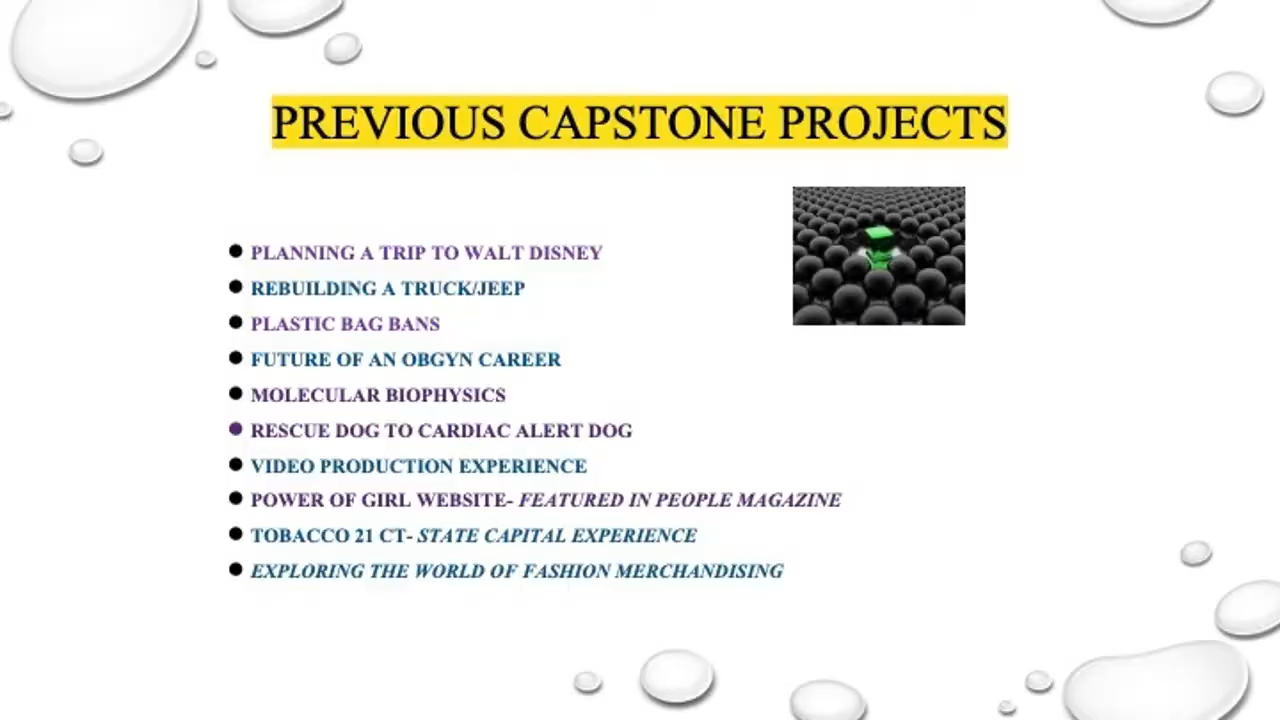 PREVIOUS CAPSTONE PROJECTS
PLANNING A TRIP TO WALT DISNEY
REBUILDING A TRUCK/JEEP
PLASTIC BAG BANS
FUTURE OF AN OBGYN CAREER
MOLECULAR BIOPHYSICS
RESCUE DOG TO CARDIAC ALERT DOG
VIDEO PRODUCTION EXPERIENCE
POWER OF GIRL WEBSITE- FEATURED IN PEOPLE MAGAZINE
TOBACCO 21 CT- STATE CAPITAL EXPERIENCE
EXPLORING THE WORLD OF FASHION MERCHANDISING